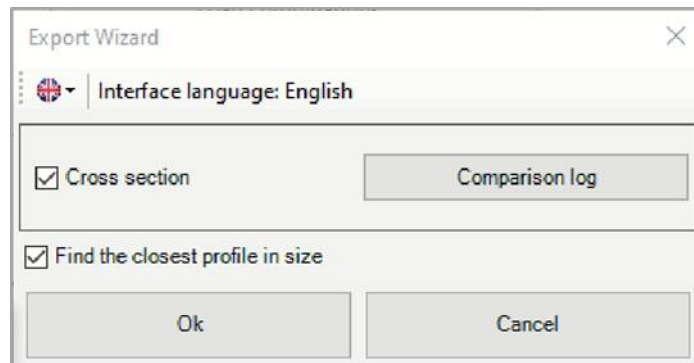 Export Wizard
Interface language: English
Cross section
Comparison log
Find the closest profile in size
Ok
Cancel